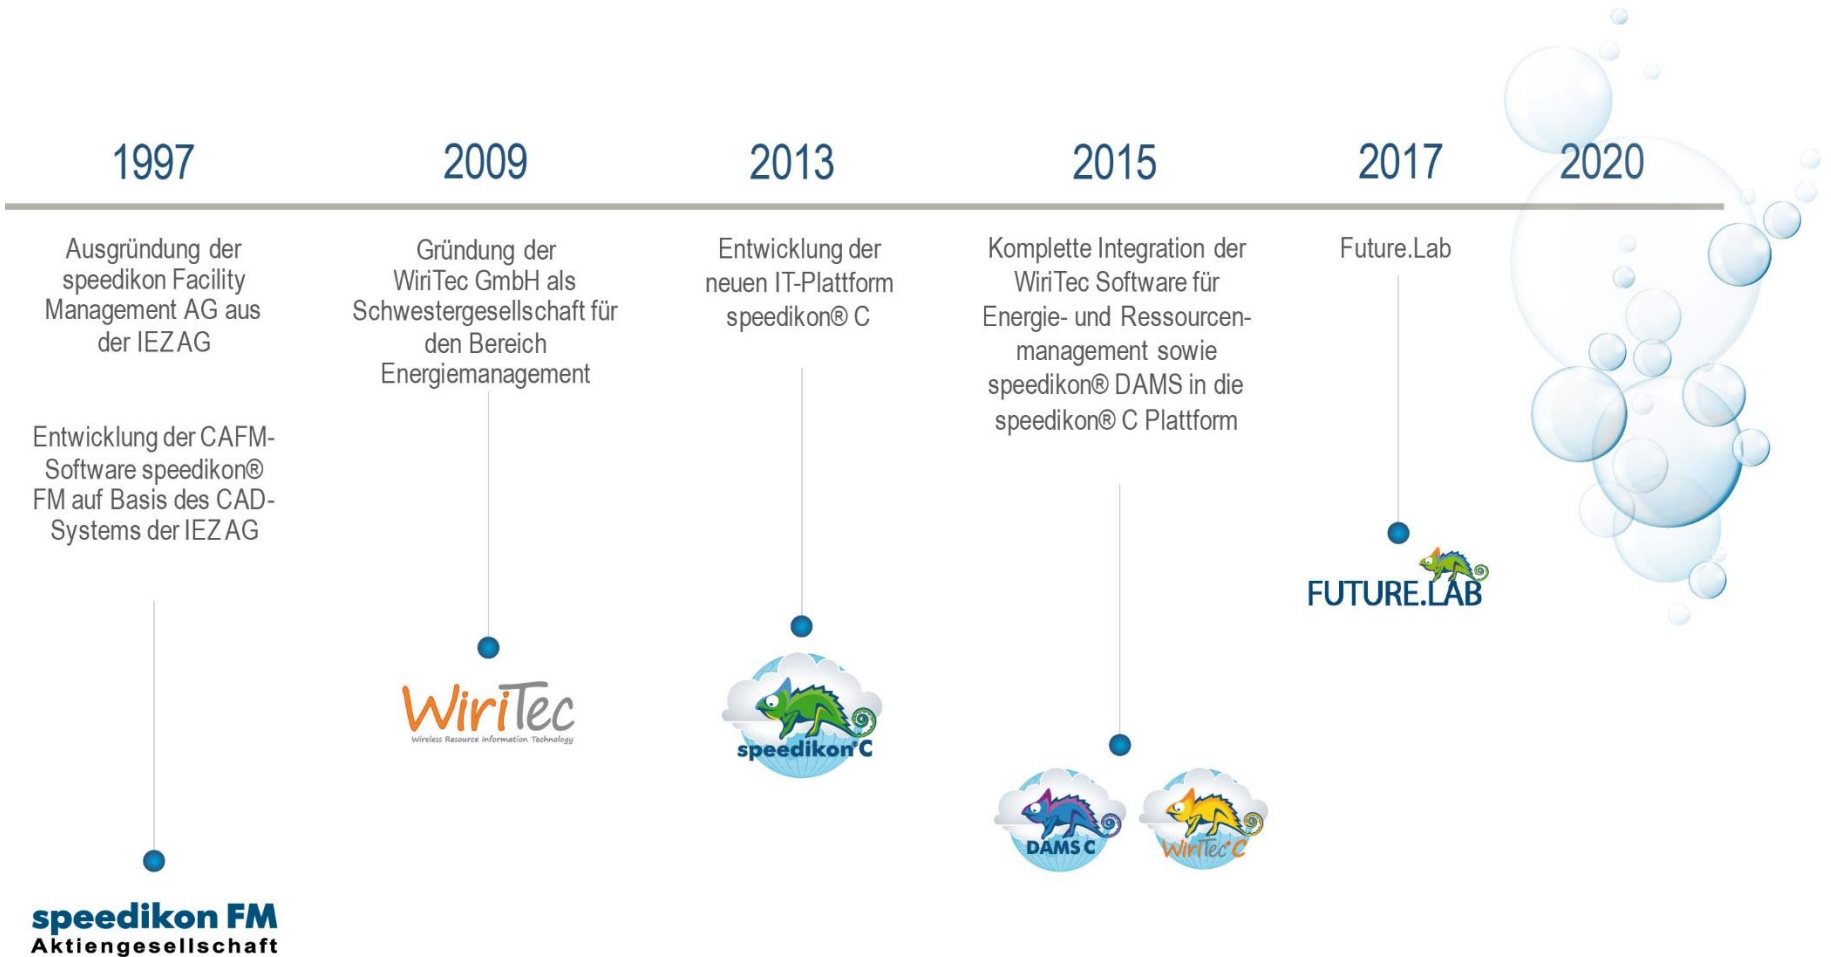 1997
2009
2013
2015
2017
2020
Ausgründung der
speedikon Facility
Management AG aus
der IEZ AG
Entwicklung der CAFM-
Software speedikon®
FM auf Basis des CAD-
Systems der IEZ AG
speedikon FM
Aktiengesellschaft
Gründung der
WiriTec GmbH als
Schwestergesellschaft für
den Bereich
Energiemanagement
WiriTec
Wireless Resource Information Technology
Entwicklung der
neuen IT-Plattform
speedikon® C
speedikon®C
Komplette Integration der
WiriTec Software für
Energie- und Ressourcen-
management sowie
speedikon® DAMS in die
speedikon® C Plattform
DAMS C
WiriTec®C
Future.Lab
FUTURE.LAB